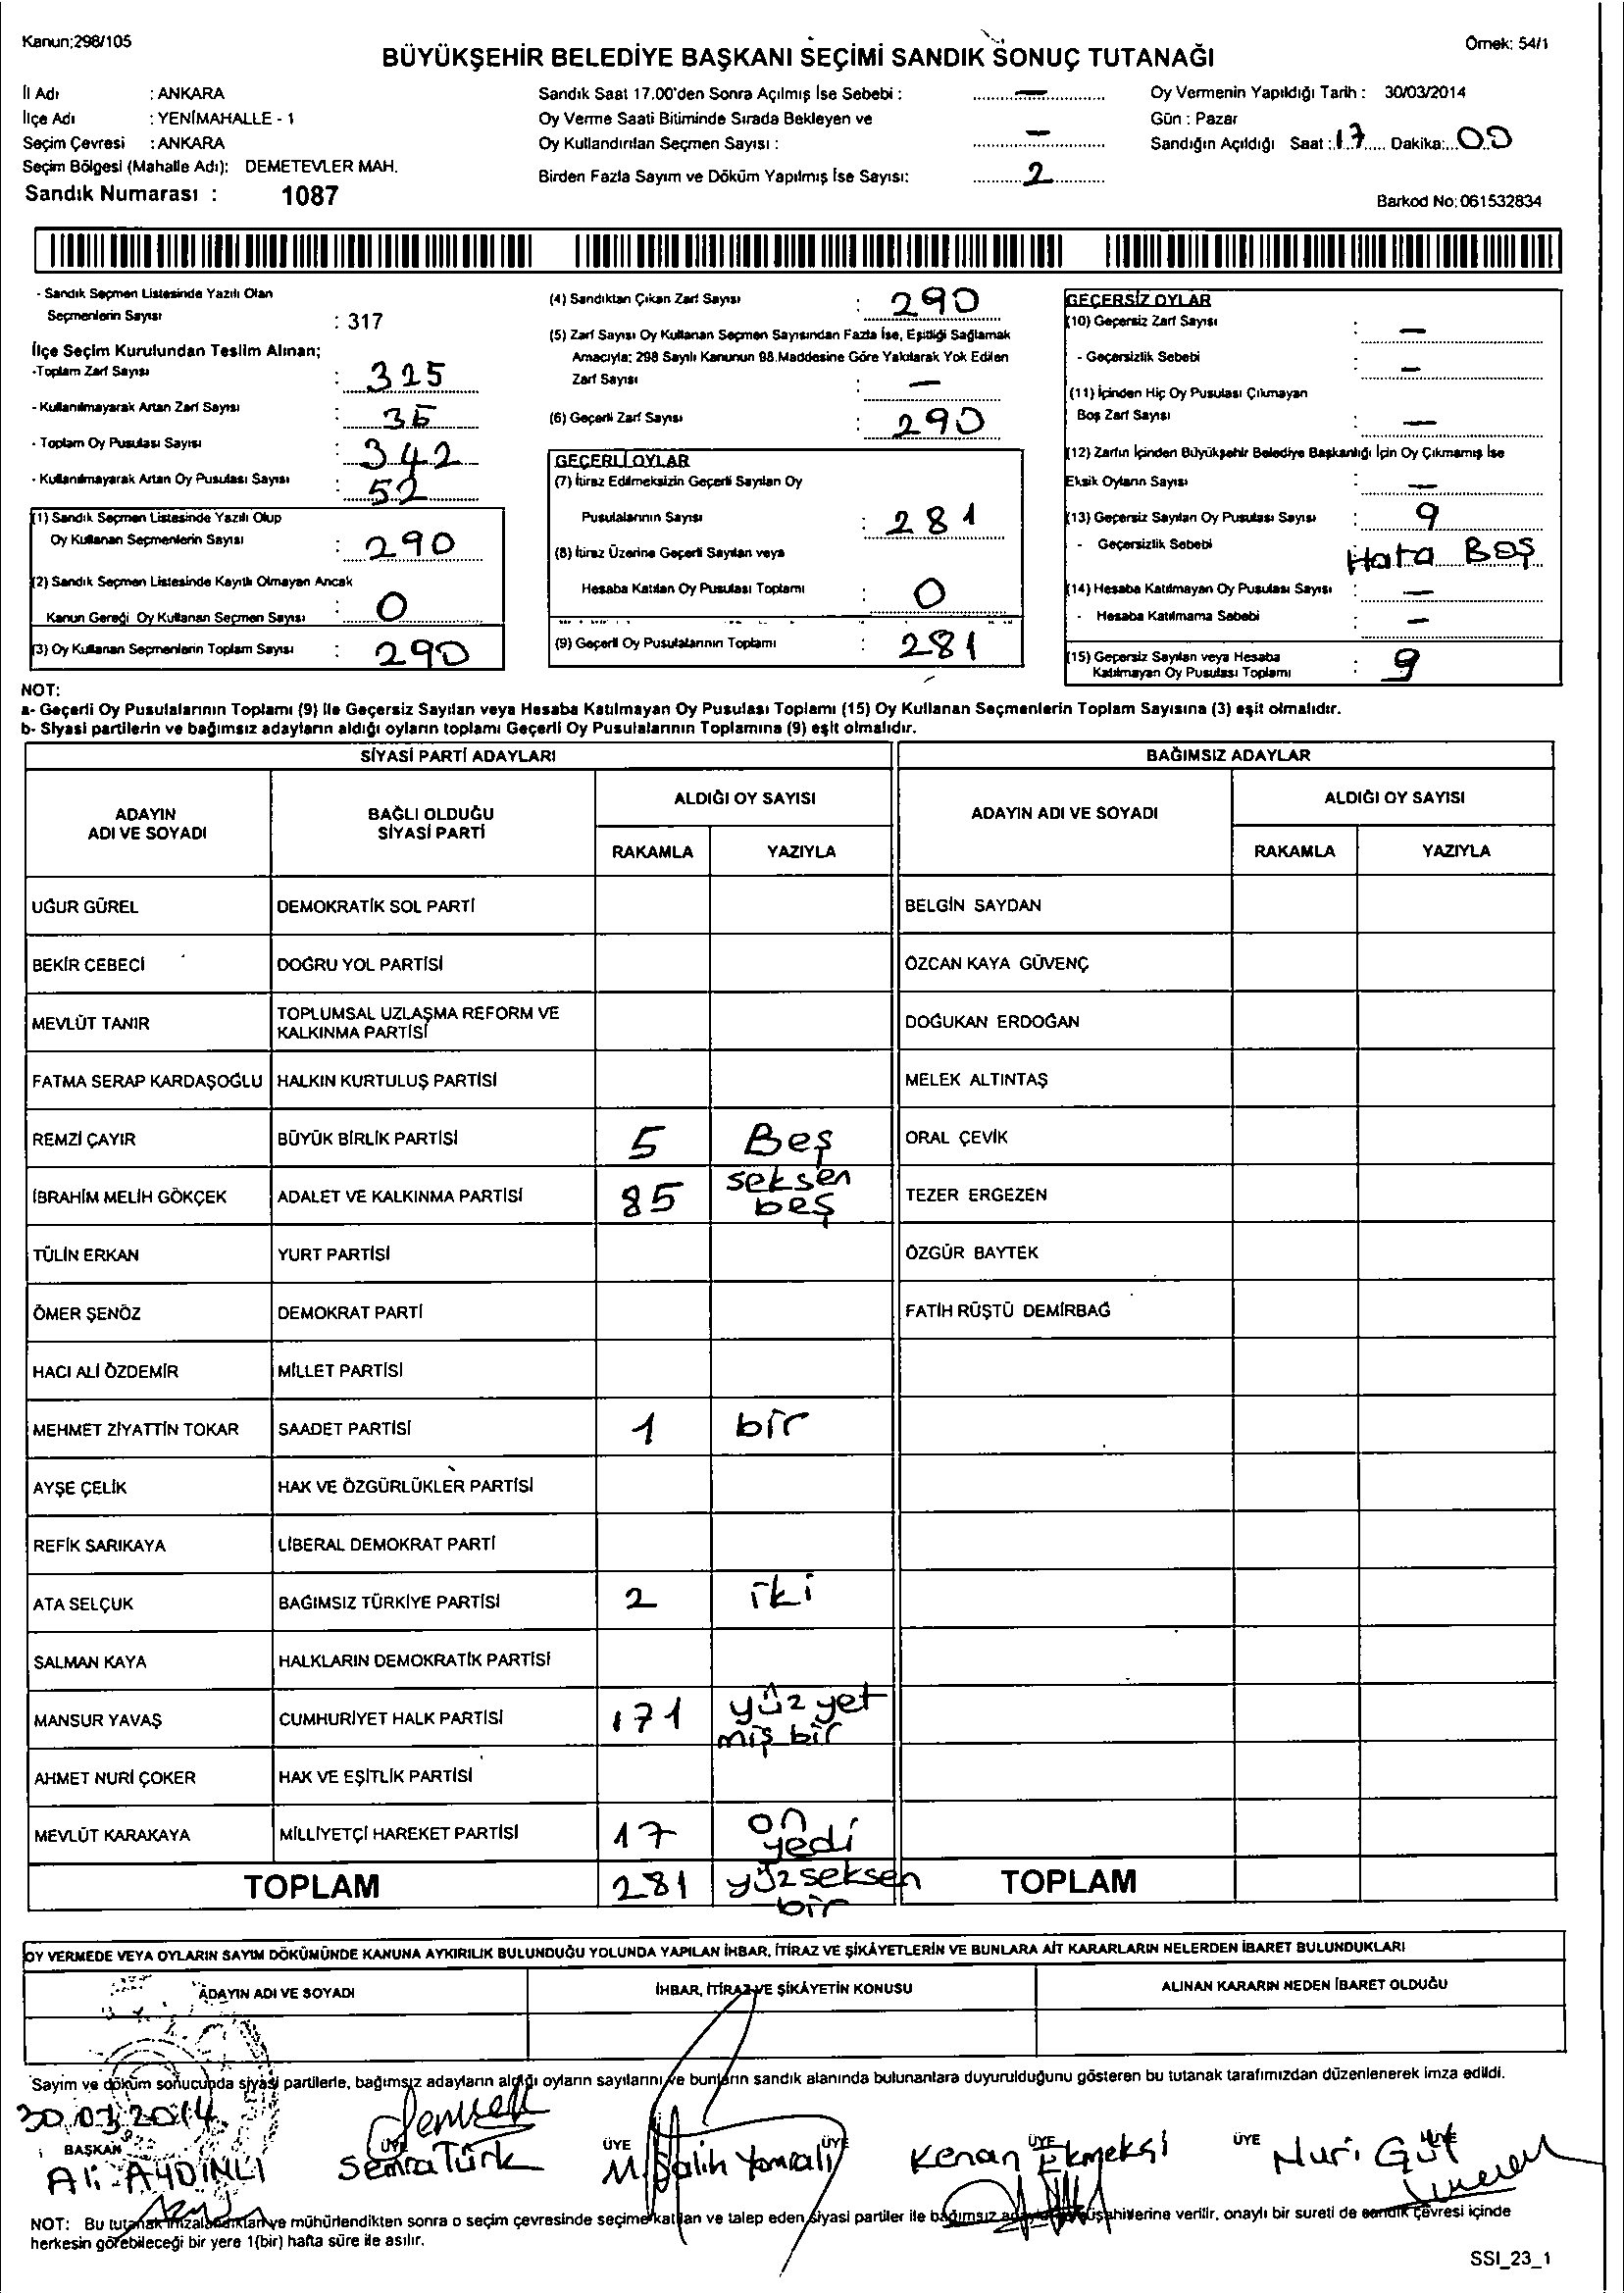 Kanun;298/105
Örnek: 54/1
BÜYÜKŞEHİR BELEDİYE BAŞKANI SEÇİMİ SANDIK SONUÇ TUTANAĞI
İl Adı : ANKARA
İlçe Adı : YENİMAHALLE - 1
Seçim Çevresi : ANKARA
Seçim Bölgesi (Mahalle Adı): DEMETEVLER MAH.
Sandık Numarası : 1087
Sandık Saat 17.00'den Sonra Açılmış İse Sebebi : —
Oy Verme Saati Bitiminde Sırada Bekleyen ve
Oy Kullandırılan Seçmen Sayısı : —
Birden Fazla Sayım ve Döküm Yapılmış İse Sayısı: 2
Oy Vermenin Yapıldığı Tarih : 30/03/2014
Gün : Pazar
Sandığın Açıldığı Saat : 17 Dakika: 00
Barkod No: 061532834
- Sandık Seçmen Listesinde Yazılı Olan
Seçmenlerin Sayısı : 317
İlçe Seçim Kurulundan Teslim Alınan;
-Toplam Zarf Sayısı : 325
- Kullanılmayarak Artan Zarf Sayısı : 35
- Toplam Oy Pusulası Sayısı : 342
- Kullanılmayarak Artan Oy Pusulası Sayısı : 52
(1) Sandık Seçmen Listesinde Yazılı Olup
Oy Kullanan Seçmenlerin Sayısı : 290
(2) Sandık Seçmen Listesinde Kayıtlı Olmayan Ancak
Kanun Gereği Oy Kullanan Seçmen Sayısı : 0
(3) Oy Kullanan Seçmenlerin Toplam Sayısı : 290
(4) Sandıktan Çıkan Zarf Sayısı : 290
(5) Zarf Sayısı Oy Kullanan Seçmen Sayısından Fazla İse, Eşitliği Sağlamak
Amacıyla; 298 Sayılı Kanunun 98.Maddesine Göre Yakılarak Yok Edilen
Zarf Sayısı : —
(6) Geçerli Zarf Sayısı : 290
GEÇERLİ OYLAR
(7) İtiraz Edilmeksizin Geçerli Sayılan Oy
Pusulalarının Sayısı : 281
(8) İtiraz Üzerine Geçerli Sayılan veya
Hesaba Katılan Oy Pusulası Toplamı : 0
(9) Geçerli Oy Pusulalarının Toplamı : 281
GEÇERSİZ OYLAR
(10) Geçersiz Zarf Sayısı : —
- Geçersizlik Sebebi : —
(11) İçinden Hiç Oy Pusulası Çıkmayan
Boş Zarf Sayısı : —
(12) Zarfın İçinden Büyükşehir Belediye Başkanlığı İçin Oy Çıkmamış İse
Eksik Oyların Sayısı : —
(13) Geçersiz Sayılan Oy Pusulası Sayısı : 9
- Geçersizlik Sebebi Hata Boş
(14) Hesaba Katılmayan Oy Pusulası Sayısı : —
- Hesaba Katılmama Sebebi : —
(15) Geçersiz Sayılan veya Hesaba
Katılmayan Oy Pusulası Toplamı : 9
NOT:
a- Geçerli Oy Pusulalarının Toplamı (9) İle Geçersiz Sayılan veya Hesaba Katılmayan Oy Pusulası Toplamı (15) Oy Kullanan Seçmenlerin Toplam Sayısına (3) eşit olmalıdır.
b- Siyasi partilerin ve bağımsız adayların aldığı oyların toplamı Geçerli Oy Pusulalarının Toplamına (9) eşit olmalıdır.
SİYASİ PARTİ ADAYLARI BAĞIMSIZ ADAYLAR
ADAYIN ADI VE SOYADI BAĞLI OLDUĞU SİYASİ PARTİ ALDIĞI OY SAYISI ADAYIN ADI VE SOYADI ALDIĞI OY SAYISI
RAKAMLA YAZIYLA RAKAMLA YAZIYLA
UĞUR GÜREL DEMOKRATİK SOL PARTİ BELGİN SAYDAN
BEKİR CEBECİ DOĞRU YOL PARTİSİ ÖZCAN KAYA GÜVENÇ
MEVLÜT TANIR TOPLUMSAL UZLAŞMA REFORM VE KALKINMA PARTİSİ DOĞUKAN ERDOĞAN
FATMA SERAP KARDAŞOĞLU HALKIN KURTULUŞ PARTİSİ MELEK ALTINTAŞ
REMZİ ÇAYIR BÜYÜK BİRLİK PARTİSİ 5 Beş ORAL ÇEVİK
İBRAHİM MELİH GÖKÇEK ADALET VE KALKINMA PARTİSİ 85 seksen beş TEZER ERGEZEN
TÜLİN ERKAN YURT PARTİSİ ÖZGÜR BAYTEK
ÖMER ŞENÖZ DEMOKRAT PARTİ FATİH RÜŞTÜ DEMİRBAĞ
HACI ALİ ÖZDEMİR MİLLET PARTİSİ
MEHMET ZİYATTİN TOKAR SAADET PARTİSİ 1 bir
AYŞE ÇELİK HAK VE ÖZGÜRLÜKLER PARTİSİ
REFİK SARIKAYA LİBERAL DEMOKRAT PARTİ
ATA SELÇUK BAĞIMSIZ TÜRKİYE PARTİSİ 2 iki
SALMAN KAYA HALKLARIN DEMOKRATİK PARTİSİ
MANSUR YAVAŞ CUMHURİYET HALK PARTİSİ 171 yüz yet miş bir
AHMET NURİ ÇOKER HAK VE EŞİTLİK PARTİSİ
MEVLÜT KARAKAYA MİLLİYETÇİ HAREKET PARTİSİ 17 on yedi
TOPLAM 281 yüzseksen bir TOPLAM
OY VERMEDE VEYA OYLARIN SAYIM DÖKÜMÜNDE KANUNA AYKIRILIK BULUNDUĞU YOLUNDA YAPILAN İHBAR, İTİRAZ VE ŞİKÂYETLERİN VE BUNLARA AİT KARARLARIN NELERDEN İBARET BULUNDUKLARI
ADAYIN ADI VE SOYADI İHBAR, İTİRAZ VE ŞİKÂYETİN KONUSU ALINAN KARARIN NEDEN İBARET OLDUĞU
Sayım ve döküm sonucunda siyasi partilerle, bağımsız adayların aldığı oyların sayılarını ve bunların sandık alanında bulunanlara duyurulduğunu gösteren bu tutanak tarafımızdan düzenlenerek imza edildi.
30.03.2014
BAŞKAN ÜYE ÜYE ÜYE ÜYE ÜYE ÜYE
Ali AYDINLI Semra Türk M. Salih Yomralı Kenan Ekmekşi Nuri Gül
NOT: Bu tutanak imzalandıktan ve mühürlendikten sonra o seçim çevresinde seçime katılan ve talep eden siyasi partiler ile bağımsız aday müşahitlerine verilir, onaylı bir sureti de sandık çevresi içinde
herkesin görebileceği bir yere 1(bir) hafta süre ile asılır.
SSI_23_1